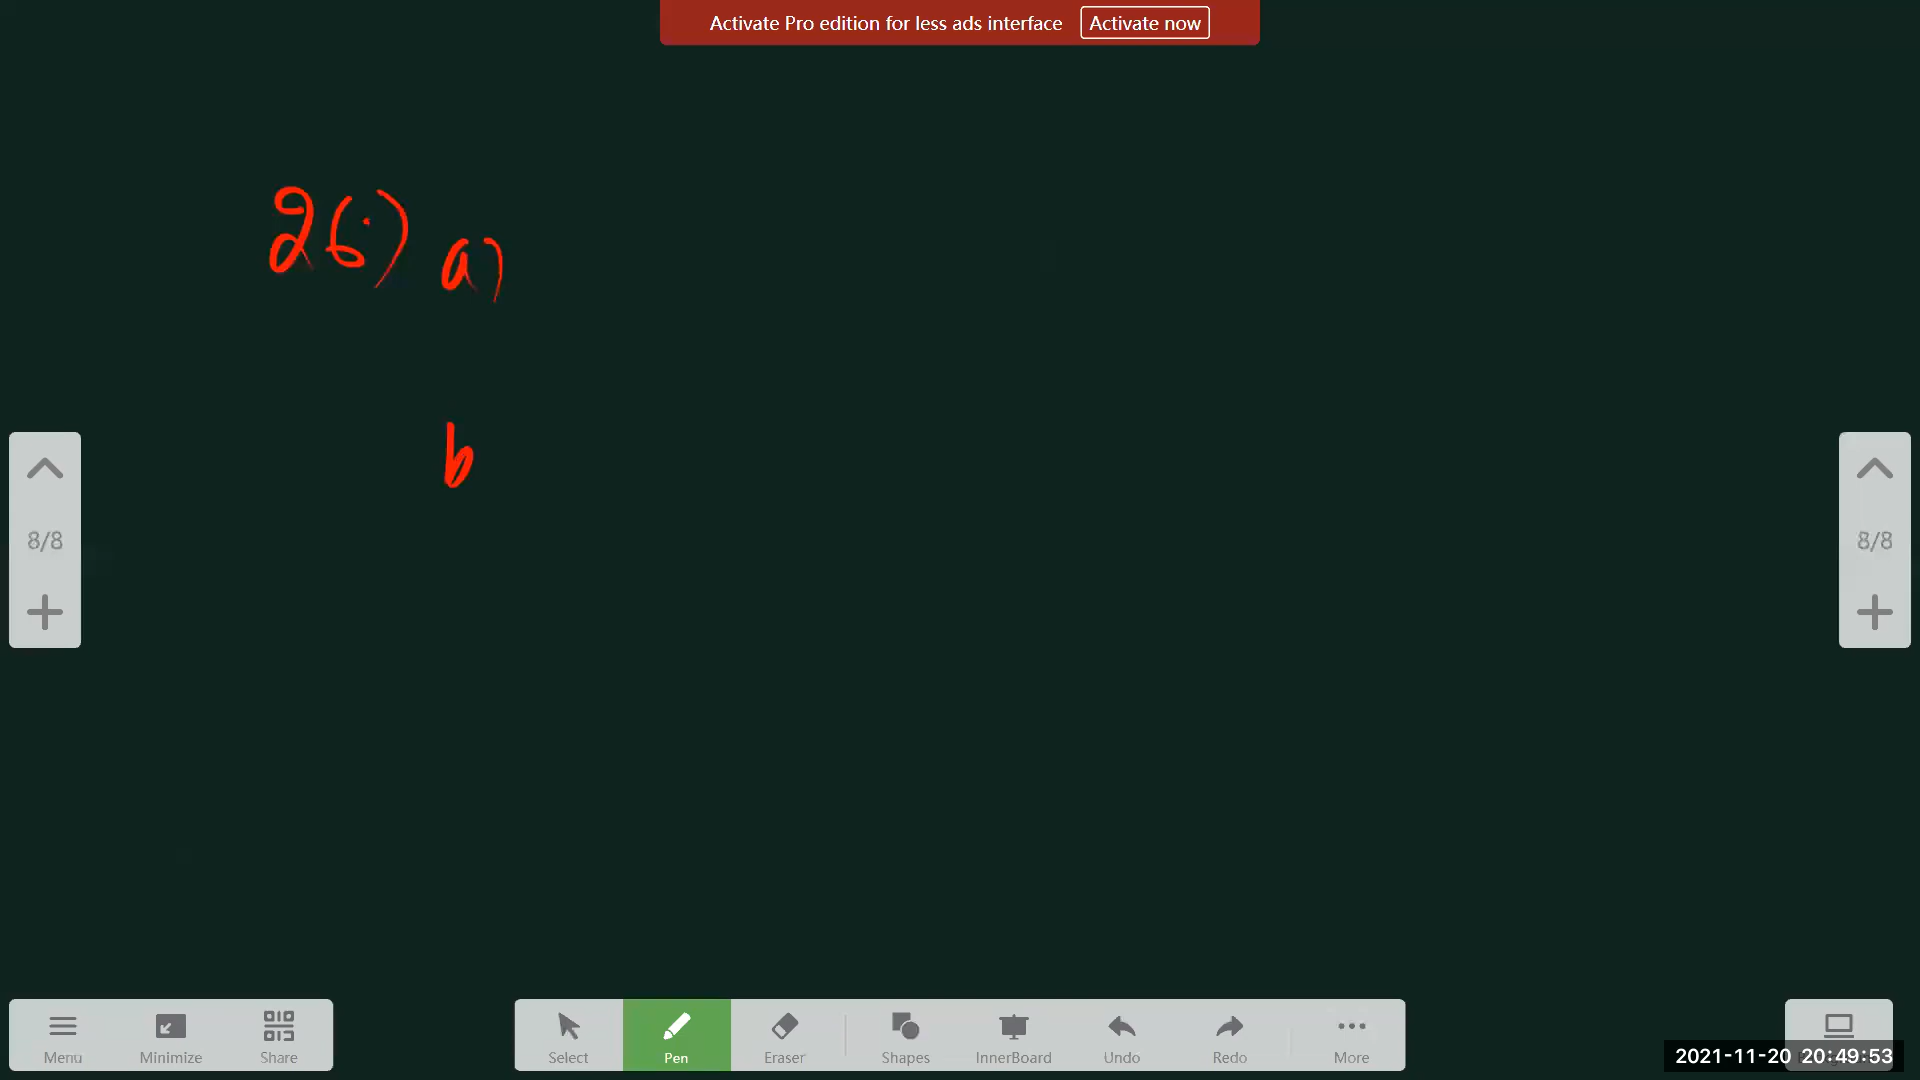 Activate Pro edition for less ads interface Activate now
26) a)
b
8/8
8/8
Menu Minimize Share
Select Pen Eraser Shapes InnerBoard Undo Redo More
2021-11-20 20:49:53